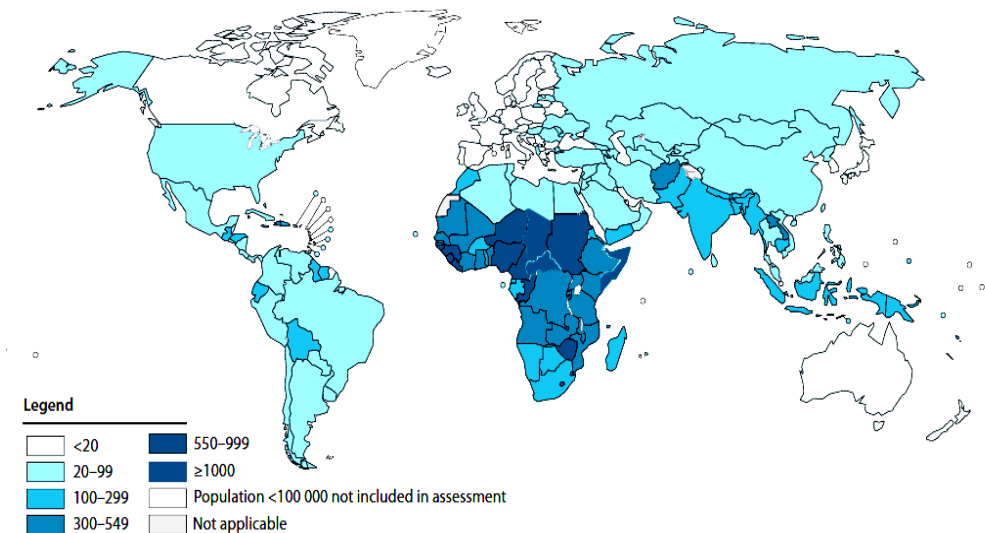 Legend
<20
20–99
100–299
300–549
550–999
≥1000
Population <100 000 not included in assessment
Not applicable